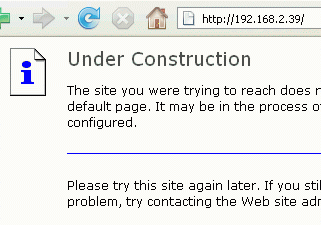 http://192.168.2.39/
Under Construction
The site you were trying to reach does
default page. It may be in the process
configured.
Please try this site again later. If you
problem, try contacting the Web site